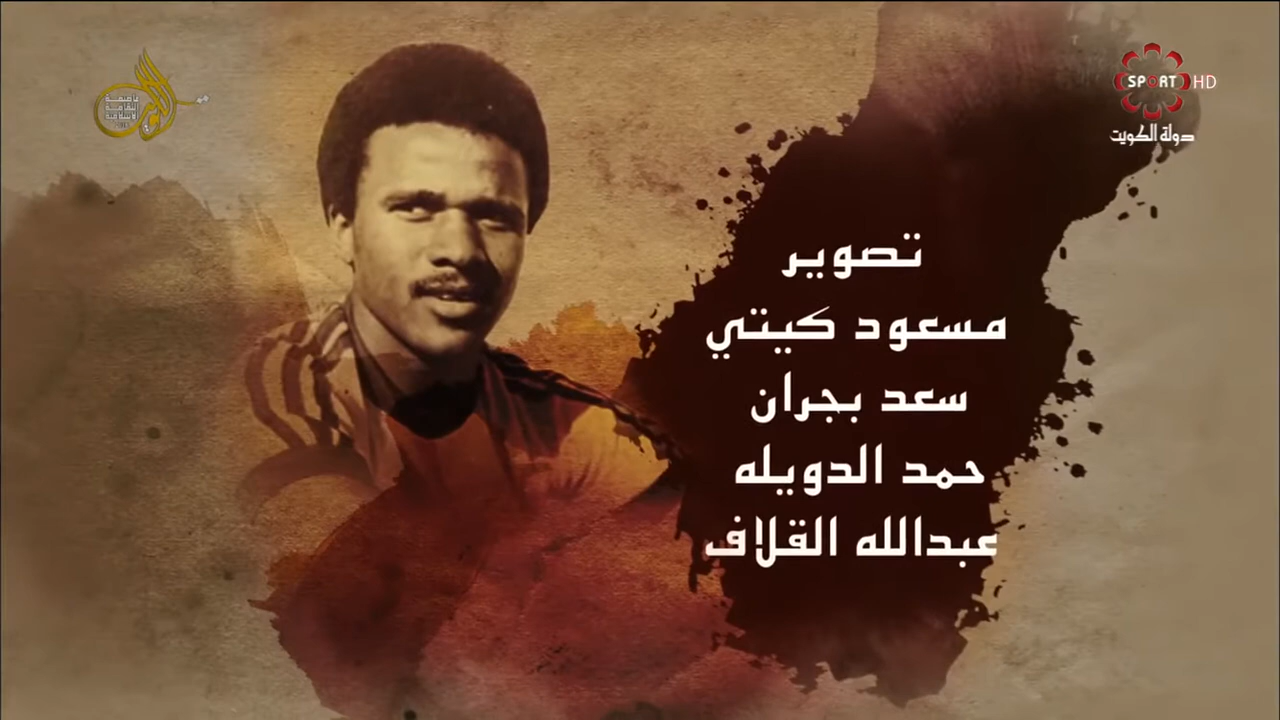 SPORT HD
دولة الكويت
تصوير
مسعود كيتي
سعد بجران
حمد الدويله
عبدالله القلاف